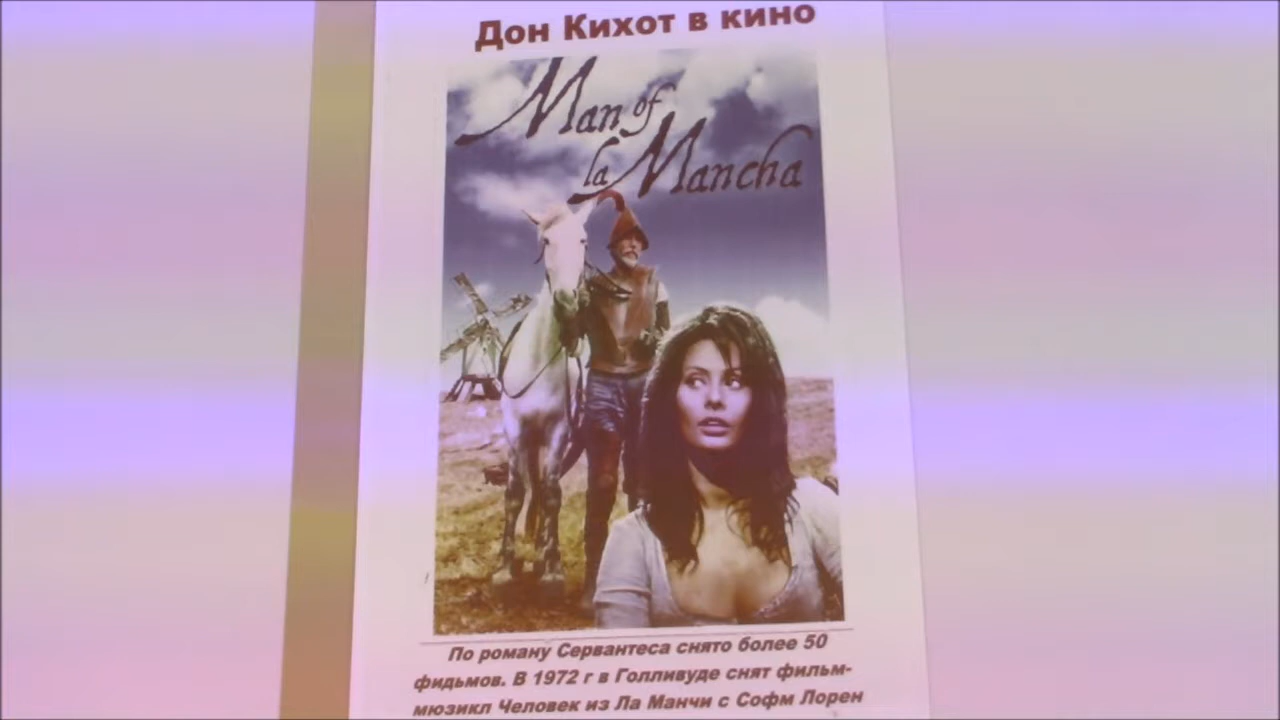 Дон Кихот в кино
Man of
la Mancha
По роману Сервантеса снято более 50
фидьмов. В 1972 г в Голливуде снят фильм-
мюзикл Человек из Ла Манчи с Софм Лорен